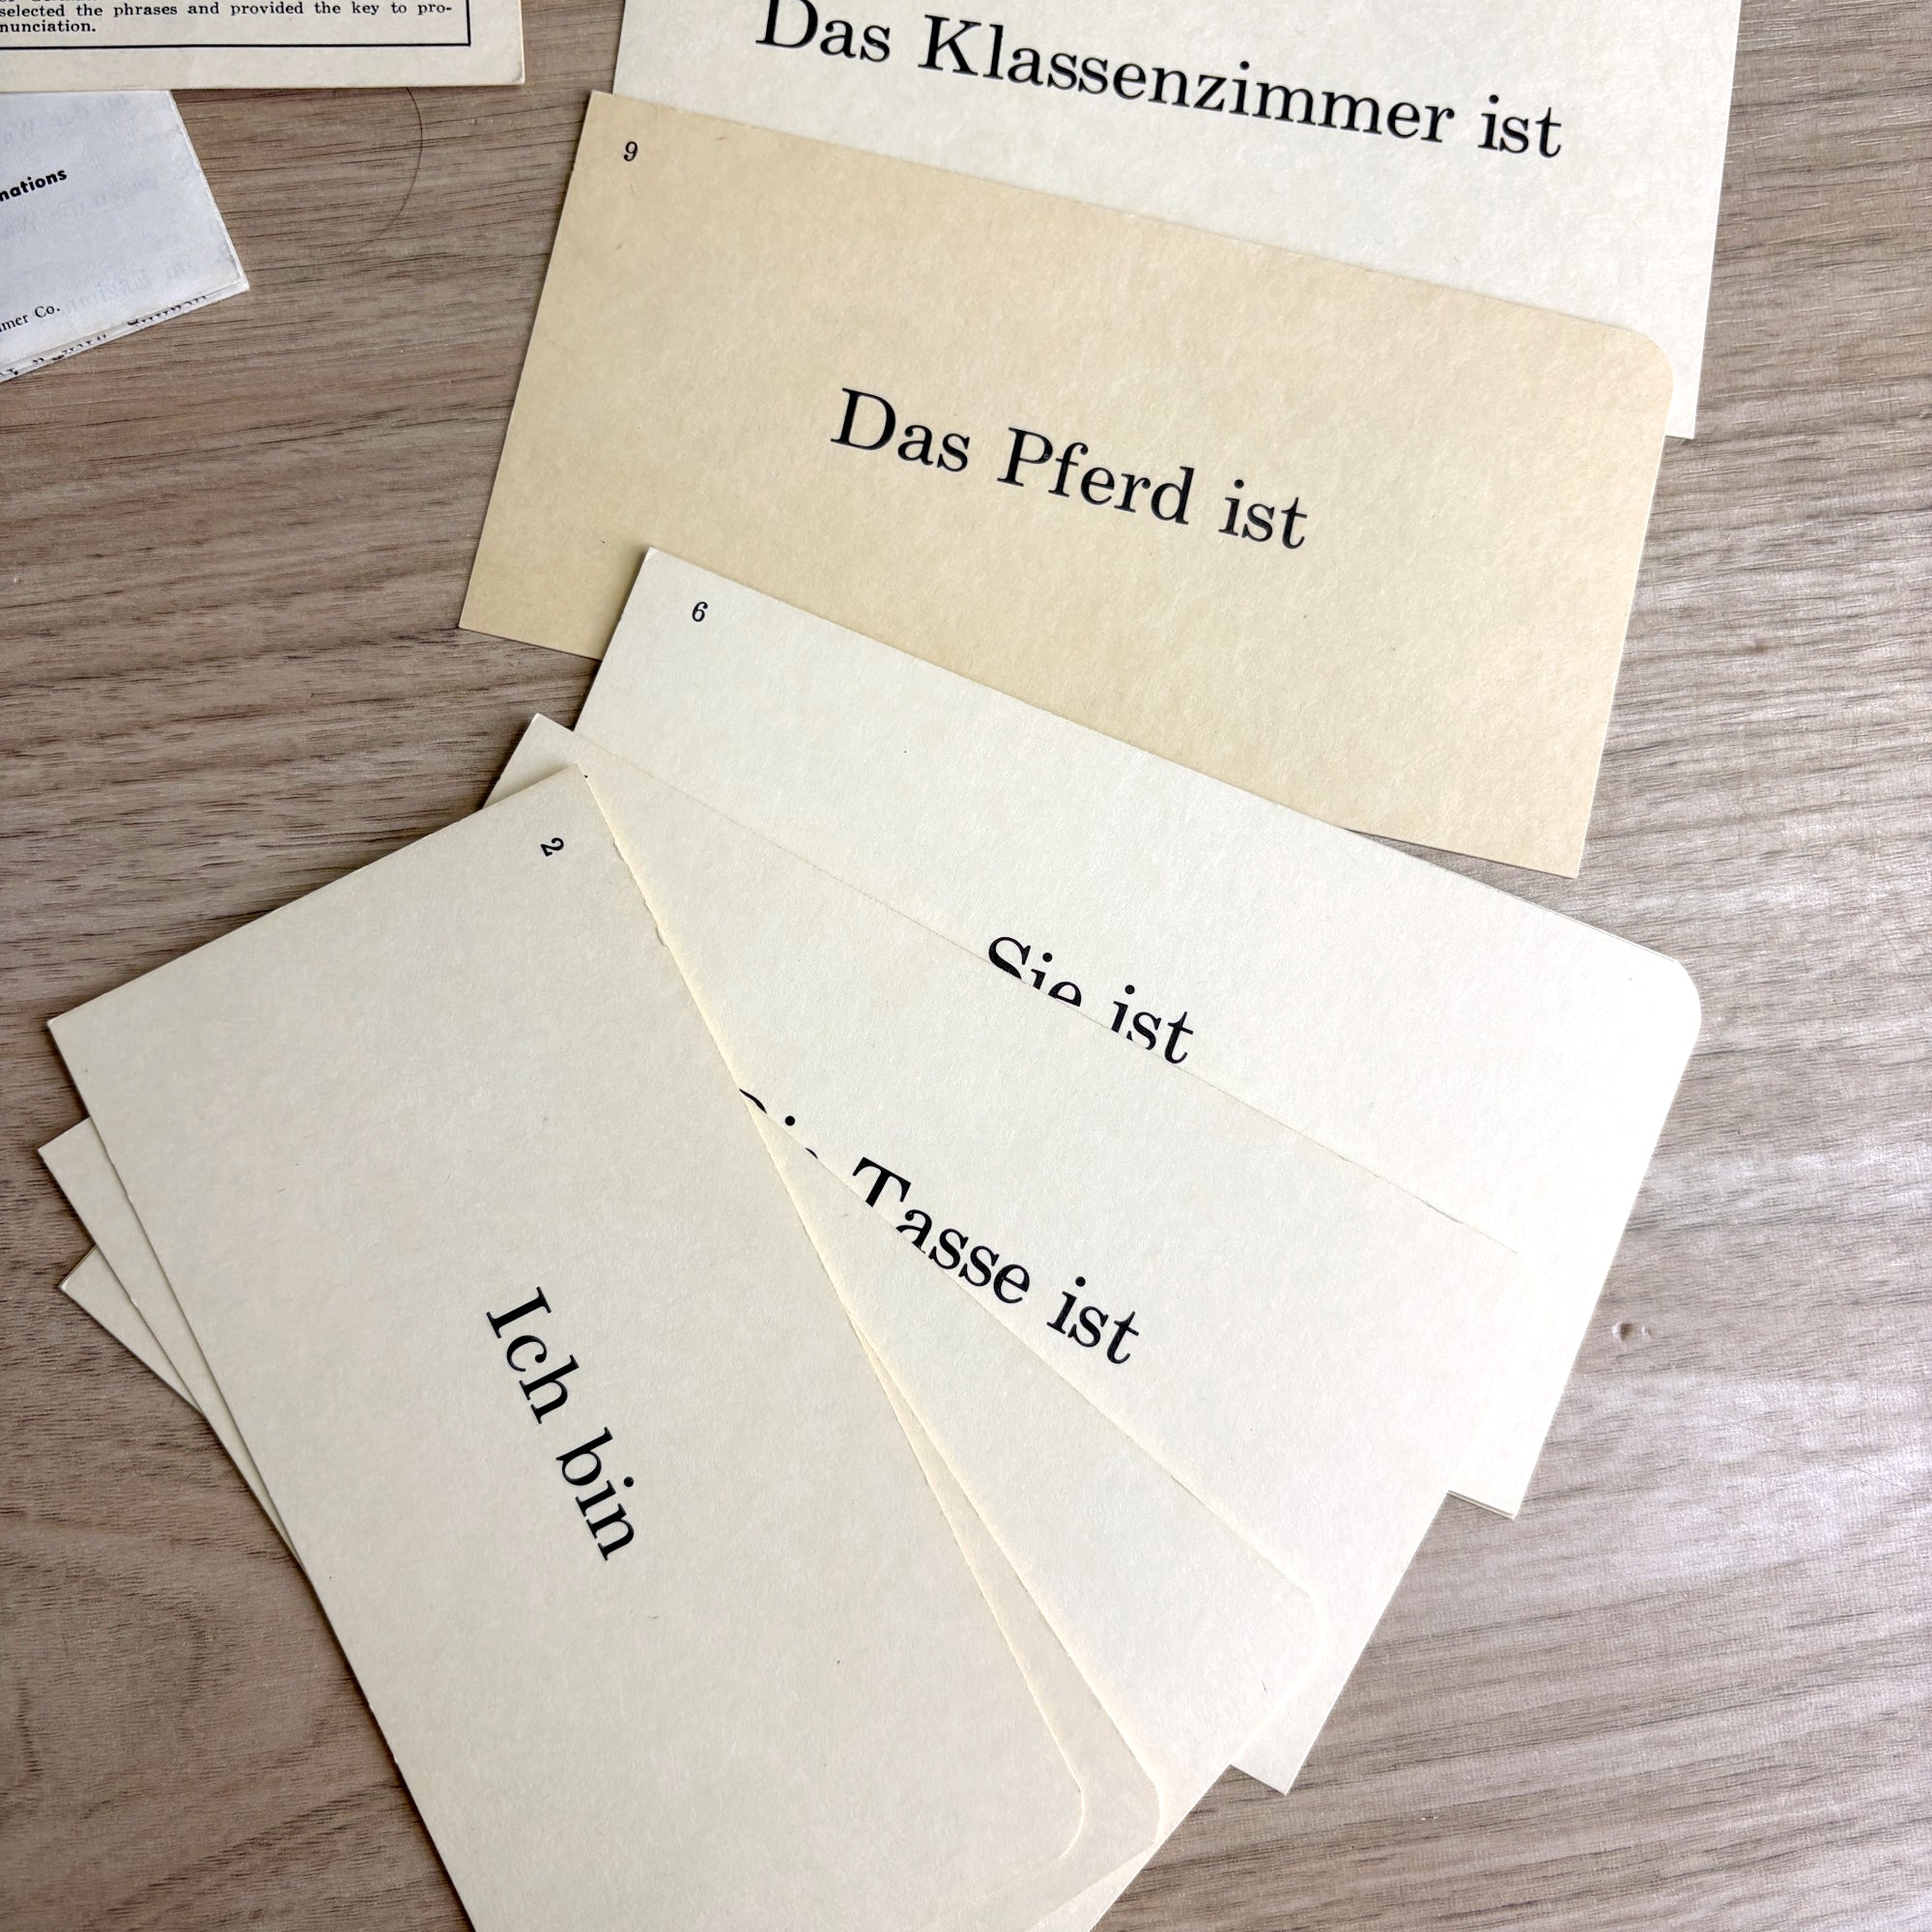 selected the phrases and provided the key to pro-
nunciation.
mer Co.
Das Klassenzimmer ist
9
Das Pferd ist
6
Sie ist
Tasse ist
2
Ich bin